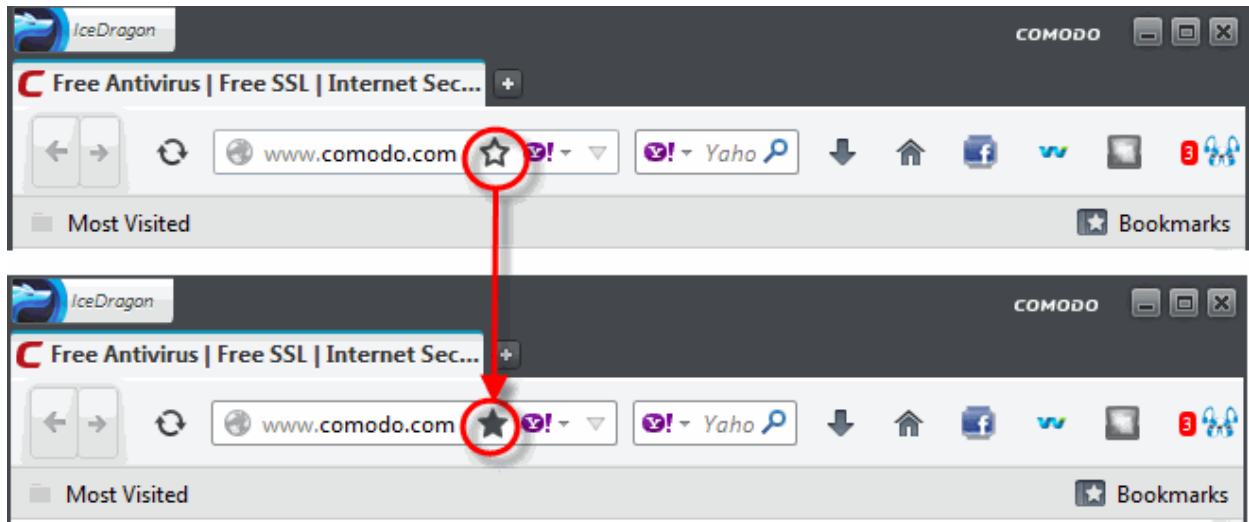 IceDragon COMODO
Free Antivirus | Free SSL | Internet Sec...
www.comodo.com Y! Y! Yaho 3
Most Visited Bookmarks
IceDragon COMODO
Free Antivirus | Free SSL | Internet Sec...
www.comodo.com Y! Y! Yaho 3
Most Visited Bookmarks